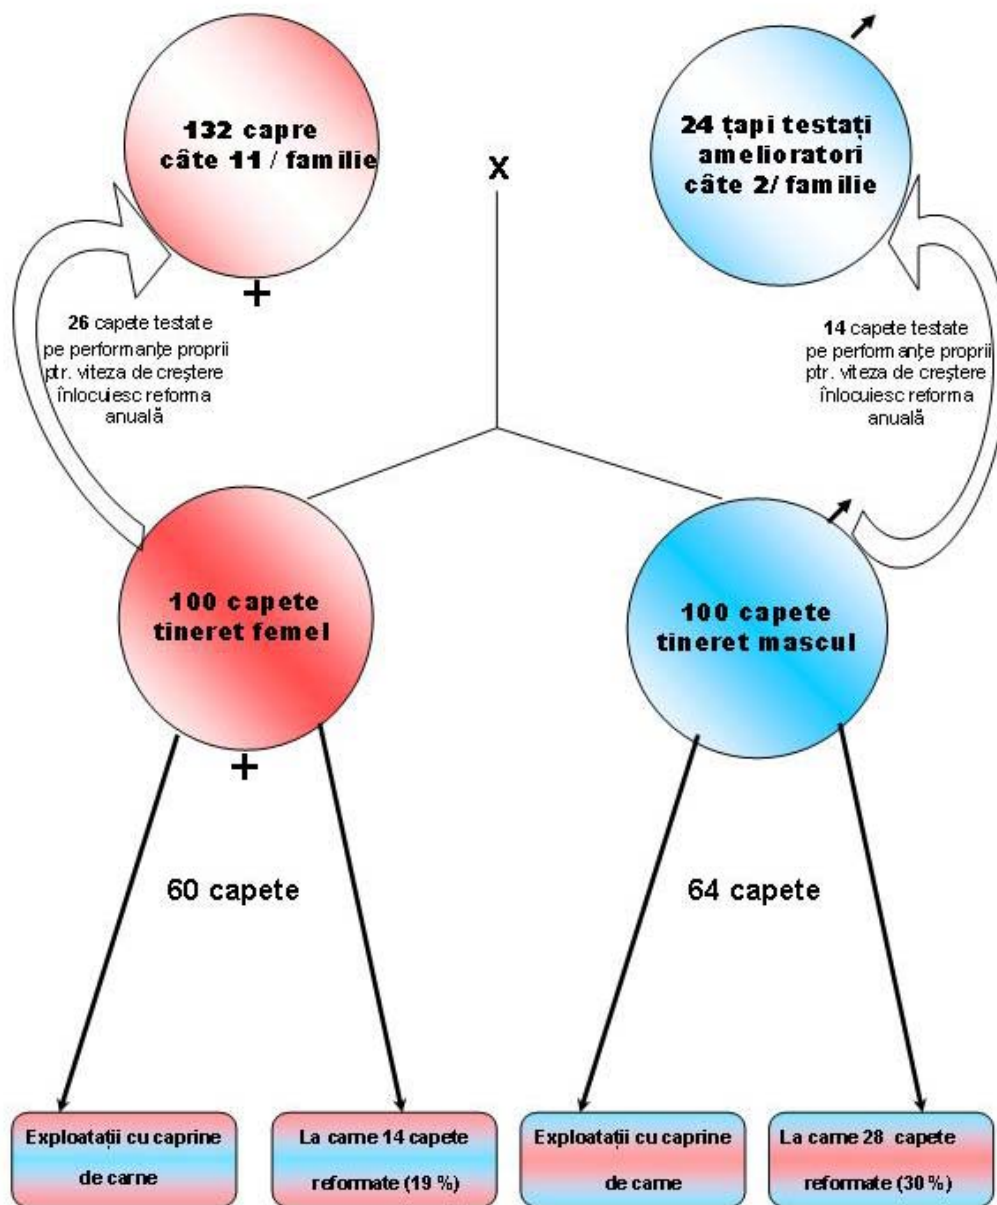 132 capre
câte 11 / familie
X
24 țapi testați
amelioratori
câte 2/ familie
26 capete testate
pe performanțe proprii
ptr. viteza de creștere
înlocuiesc reforma
anuală
14 capete testate
pe performanțe proprii
ptr. viteza de creștere
înlocuiesc reforma
anuală
100 capete
tineret femel
100 capete
tineret mascul
60 capete
64 capete
Exploatații cu caprine
de carne
La carne 14 capete
reformate (19 %)
Exploatații cu caprine
de carne
La carne 28 capete
reformate (30 %)